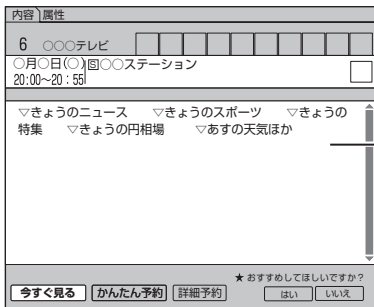 内容 属性
6 ○○○テレビ
○月○日(○) S ○○ステーション
20:00～20:55
▽きょうのニュース ▽きょうのスポーツ ▽きょうの
特集 ▽きょうの円相場 ▽あすの天気ほか
★おすすめしてほしいですか?
今すぐ見る かんたん予約 詳細予約 はい いいえ